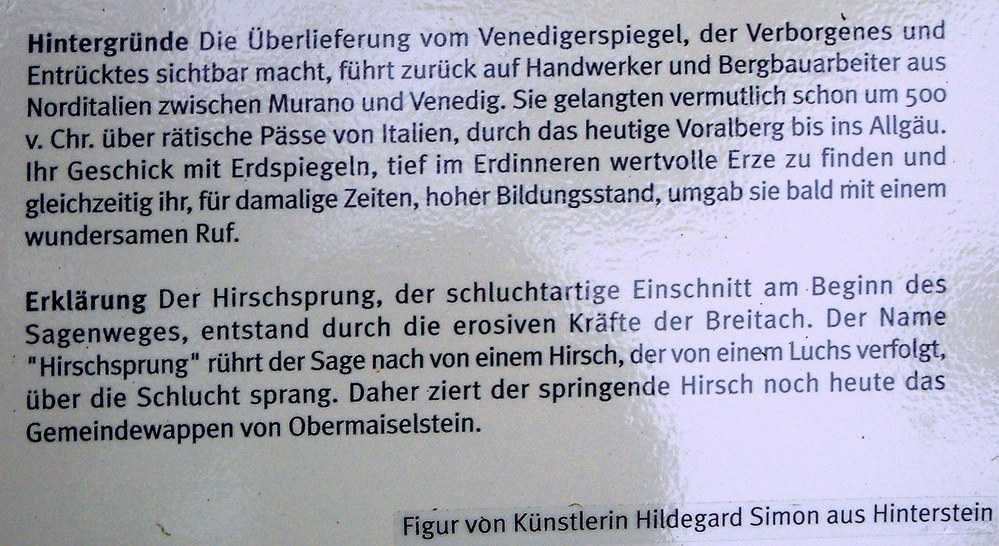 Hintergründe Die Überlieferung vom Venedigerspiegel, der Verborgenes und
Entrücktes sichtbar macht, führt zurück auf Handwerker und Bergbauarbeiter aus
Norditalien zwischen Murano und Venedig. Sie gelangten vermutlich schon um 500
v. Chr. über rätische Pässe von Italien, durch das heutige Voralberg bis ins Allgäu.
Ihr Geschick mit Erdspiegeln, tief im Erdinneren wertvolle Erze zu finden und
gleichzeitig ihr, für damalige Zeiten, hoher Bildungsstand, umgab sie bald mit einem
wundersamen Ruf.
Erklärung Der Hirschsprung, der schluchtartige Einschnitt am Beginn des
Sagenweges, entstand durch die erosiven Kräfte der Breitach. Der Name
"Hirschsprung" rührt der Sage nach von einem Hirsch, der von einem Luchs verfolgt,
über die Schlucht sprang. Daher ziert der springende Hirsch noch heute das
Gemeindewappen von Obermaiselstein.
Figur von Künstlerin Hildegard Simon aus Hinterstein